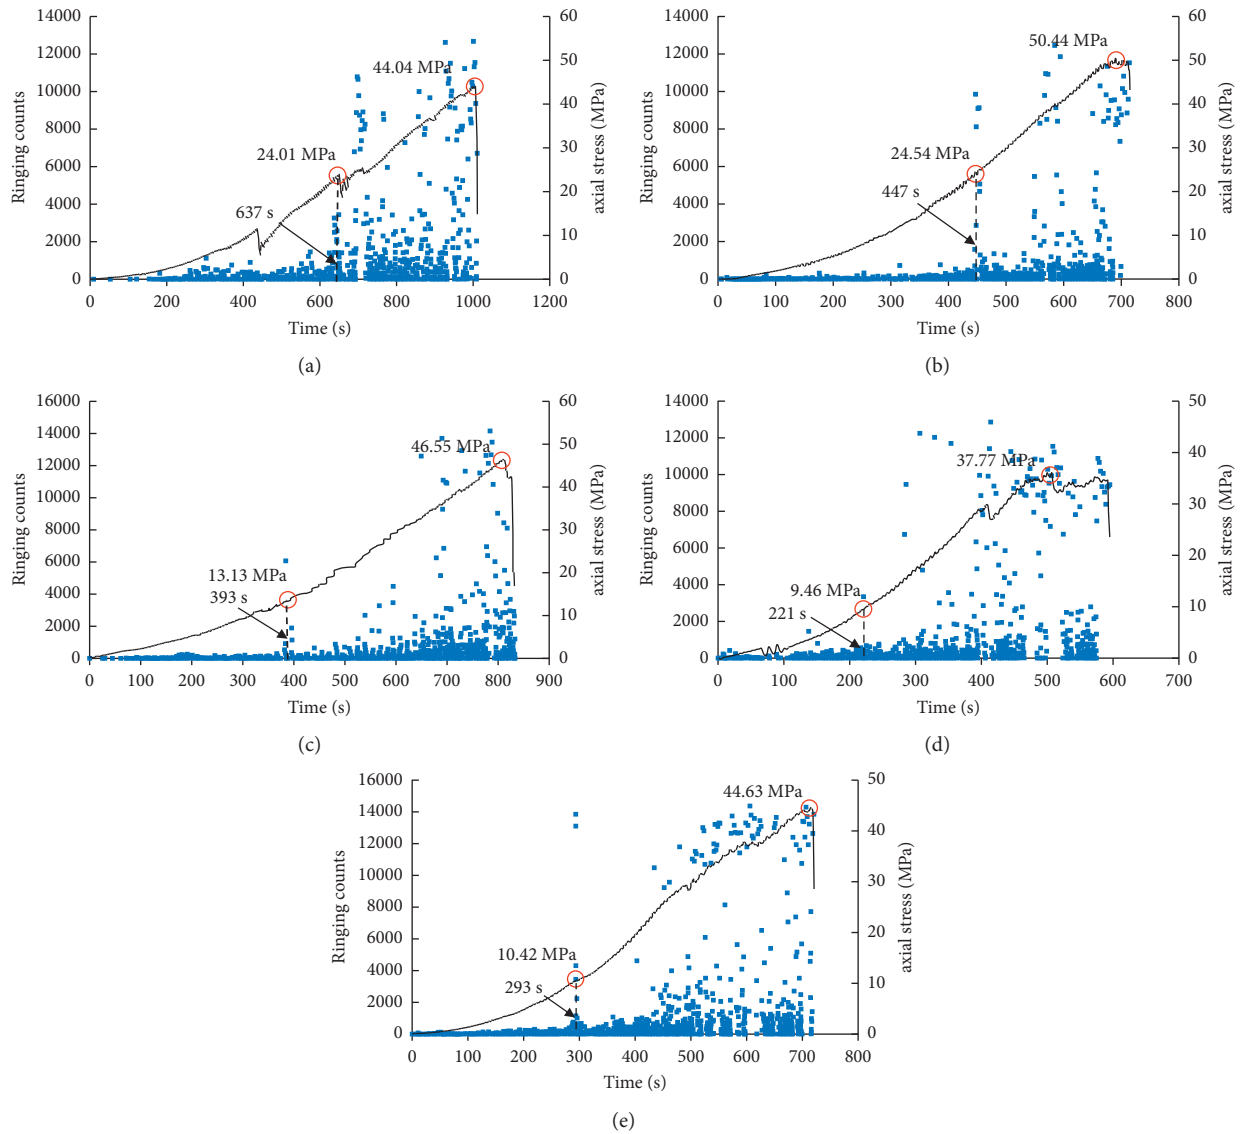 14000
12000
10000
8000
6000
4000
2000
0
Ringing counts
0 200 400 600 800 1000 1200
Time (s)
60
50
40
30
20
10
0
axial stress (MPa)
44.04 MPa
24.01 MPa
637 s
(a)
14000
12000
10000
8000
6000
4000
2000
0
Ringing counts
0 100 200 300 400 500 600 700 800
Time (s)
60
50
40
30
20
10
0
axial stress (MPa)
50.44 MPa
24.54 MPa
447 s
(b)
16000
14000
12000
10000
8000
6000
4000
2000
0
Ringing counts
0 100 200 300 400 500 600 700 800 900
Time (s)
60
50
40
30
20
10
0
axial stress (MPa)
46.55 MPa
13.13 MPa
393 s
(c)
14000
12000
10000
8000
6000
4000
2000
0
Ringing counts
0 100 200 300 400 500 600 700
Time (s)
50
40
30
20
10
0
axial stress (MPa)
37.77 MPa
9.46 MPa
221 s
(d)
16000
14000
12000
10000
8000
6000
4000
2000
0
Ringing counts
0 100 200 300 400 500 600 700 800
Time (s)
50
40
30
20
10
0
axial stress (MPa)
44.63 MPa
10.42 MPa
293 s
(e)